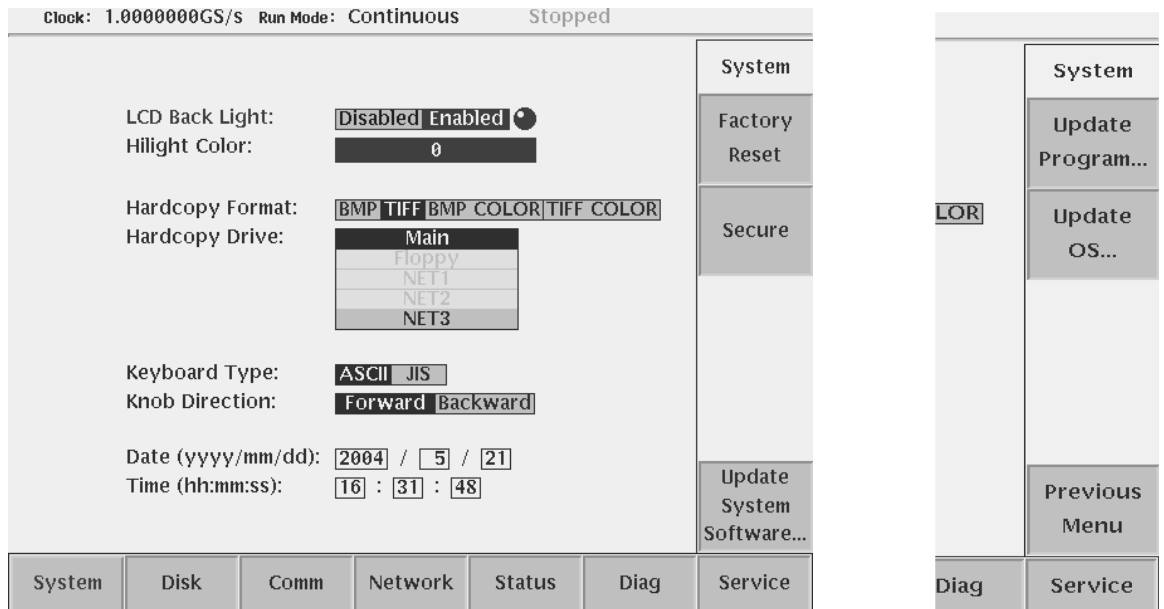 Clock: 1.0000000GS/s Run Mode: Continuous Stopped
System
LCD Back Light: Disabled Enabled
Hilight Color: 0
Factory
Reset
Hardcopy Format: BMP TIFF BMP COLOR TIFF COLOR
Hardcopy Drive: Main
Floppy
NET1
NET2
NET3
Secure
Keyboard Type: ASCII JIS
Knob Direction: Forward Backward
Date (yyyy/mm/dd): 2004 / 5 / 21
Time (hh:mm:ss): 16 : 31 : 48
Update
System
Software...
System Disk Comm Network Status Diag Service
System
Update
Program...
LOR
Update
OS...
Previous
Menu
Diag Service